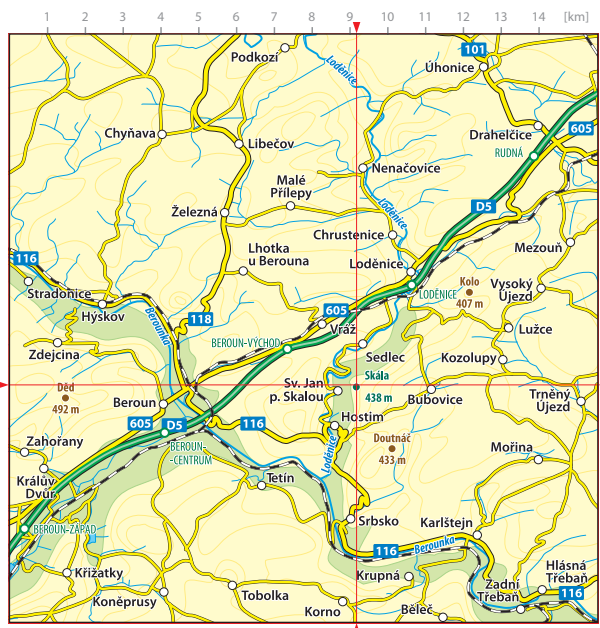 1 2 3 4 5 6 7 8 9 10 11 12 13 14 [km]
Podkozí
Loděnice
101
Úhonice
Chyňava
Libečov
Drahelčice
605
RUDNÁ
Nenačovice
Malé
Přílepy
Železná
Loděnice
D5
Chrustenice
Mezouň
Lhotka
u Berouna
116
Loděnice
Stradonice
LODĚNICE
Kolo
407 m
Vysoký
Újezd
Hýskov
Berounka
118
605
Vráž
Lužce
BEROUN-VÝCHOD
Zdejcina
Sedlec
Kozolupy
Děd
492 m
Sv. Jan
p. Skalou
Skála
438 m
Bubovice
Trněný
Újezd
Beroun
605
D5
116
Hostim
BEROUN-
-CENTRUM
Doutnáč
433 m
Zahořany
Mořina
Loděnice
Králův
Dvůr
Tetín
BEROUN-ZÁPAD
Srbsko
Karlštejn
116
Berounka
Křižatky
Krupná
Hlásná
Třebaň
Zadní
Třebaň
116
Koněprusy
Tobolka
Korno
Běleč